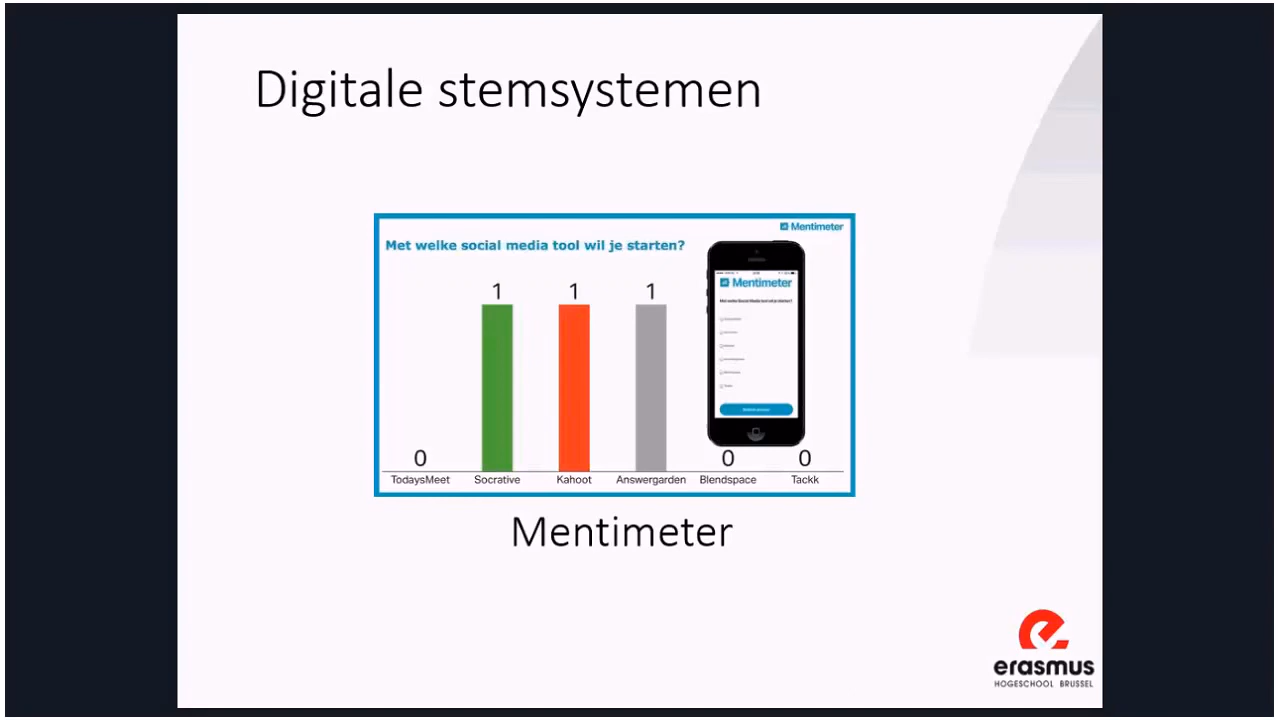 Digitale stemsystemen
Mentimeter
Met welke social media tool wil je starten?
Mentimeter
1
1
1
0
0
0
TodaysMeet
Socrative
Kahoot
Answergarden
Blendspace
Tackk
Mentimeter
erasmus
HOGESCHOOL BRUSSEL